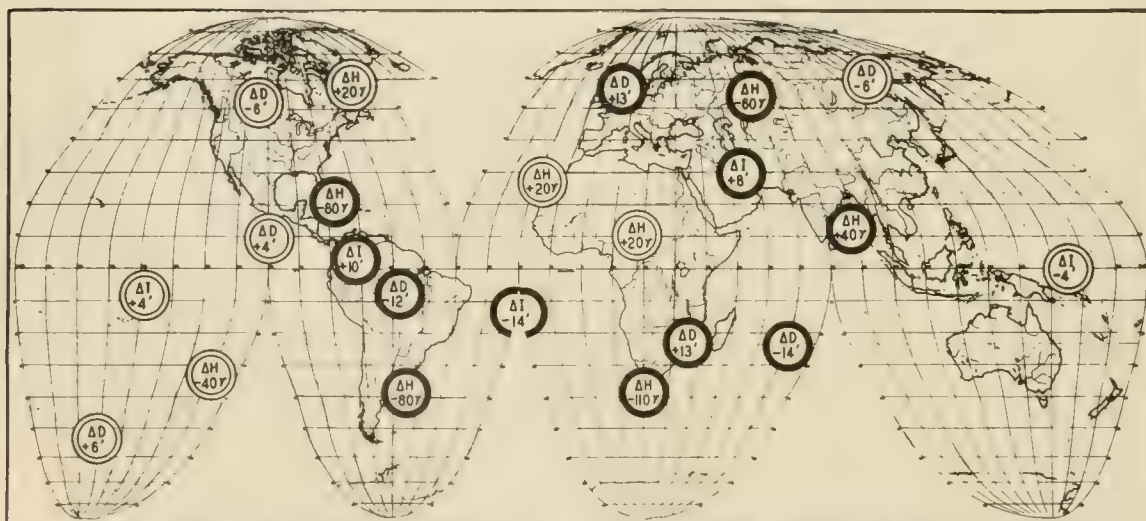 ΔH
+20γ
ΔD
-6'
ΔD
+13'
ΔH
-60γ
ΔD
-6'
ΔH
-80γ
ΔH
+20γ
ΔI
+8'
ΔD
+4'
ΔI
+10'
ΔH
+20γ
ΔH
+40γ
ΔI
+4'
ΔD
-12'
ΔI
-14'
ΔI
-4'
ΔD
+13'
ΔD
-14'
ΔH
-40γ
ΔH
-80γ
ΔH
-110γ
ΔD
+6'